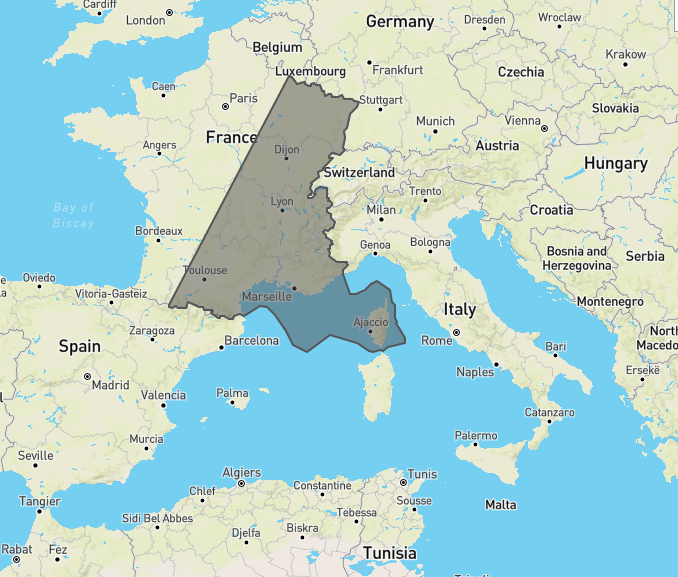 Cardiff
London
Germany
Dresden
Wroclaw
Belgium
Krakow
Luxembourg
Frankfurt
Czechia
Caen
Paris
Stuttgart
Slovakia
Munich
Vienna
France
Angers
Dijon
Austria
Hungary
Switzerland
Trento
Lyon
Milan
Croatia
Bay of
Biscay
Bordeaux
Genoa
Bologna
Bosnia and
Herzegovina
Serbia
Oviedo
Toulouse
Vitoria-Gasteiz
Marseille
Montenegro
Italy
Zaragoza
Ajaccio
North
Macedo
Spain
Barcelona
Rome
Bari
Madrid
Naples
Erseke
Palma
Valencia
Catanzaro
Murcia
Palermo
Seville
Algiers
Tunis
Constantine
Chlef
Tangier
Sousse
Malta
Sidi Bel Abbes
Tebessa
Biskra
Djelfa
Rabat
Fez
Tunisia